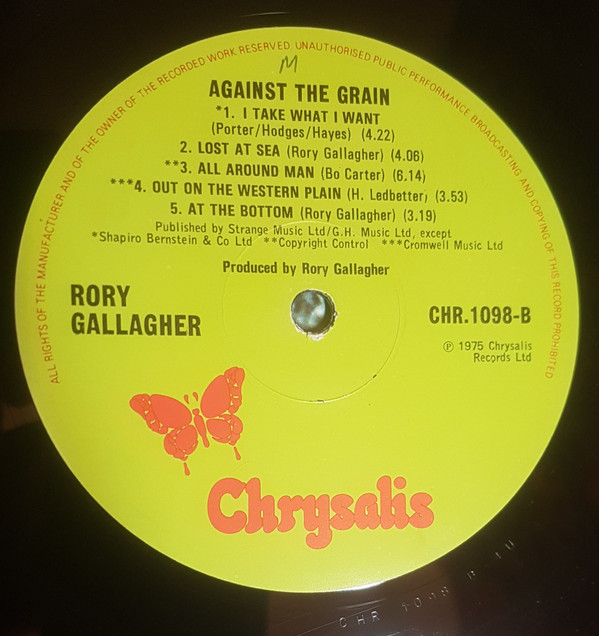 ALL RIGHTS OF THE MANUFACTURER AND OF THE OWNER OF THE RECORDED WORK RESERVED. UNAUTHORISED PUBLIC PERFORMANCE BROADCASTING AND COPYING OF THIS RECORD PROHIBITED
M
AGAINST THE GRAIN
*1. I TAKE WHAT I WANT
(Porter/Hodges/Hayes) (4.22)
2. LOST AT SEA (Rory Gallagher) (4.06)
**3. ALL AROUND MAN (Bo Carter) (6.14)
***4. OUT ON THE WESTERN PLAIN (H. Ledbetter) (3.53)
5. AT THE BOTTOM (Rory Gallagher) (3.19)
Published by Strange Music Ltd/G.H. Music Ltd, except
*Shapiro Bernstein & Co Ltd **Copyright Control ***Cromwell Music Ltd
Produced by Rory Gallagher
RORY
GALLAGHER
CHR.1098-B
℗ 1975 Chrysalis
Records Ltd
Chrysalis
CHR 1098 B